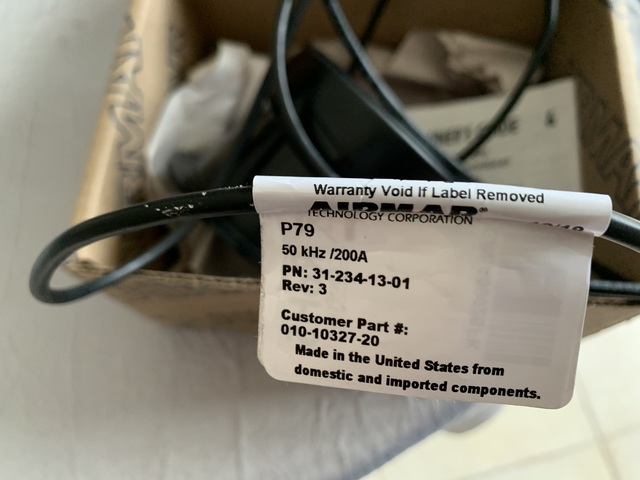 Warranty Void If Label Removed
AIRMAR®
TECHNOLOGY CORPORATION
P79
50 kHz /200A
PN: 31-234-13-01
Rev: 3
Customer Part #:
010-10327-20
Made in the United States from
domestic and imported components.